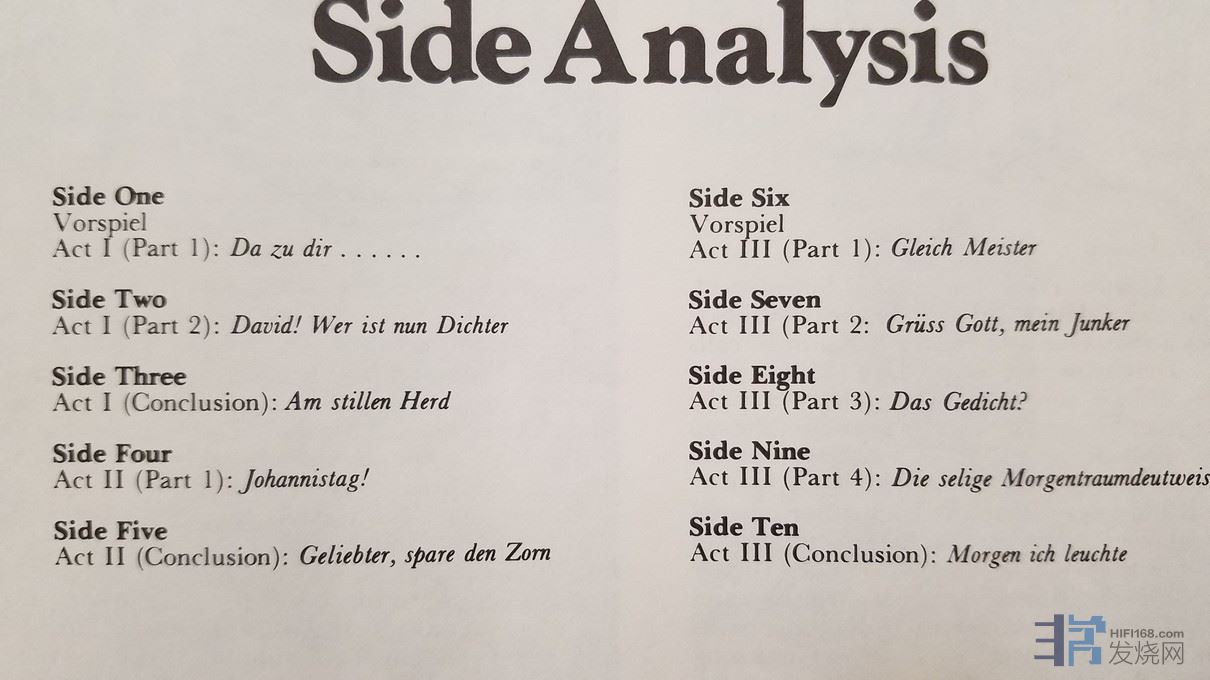 Side Analysis
Side One
Vorspiel
Act I (Part 1): Da zu dir . . . . . .
Side Two
Act I (Part 2): David! Wer ist nun Dichter
Side Three
Act I (Conclusion): Am stillen Herd
Side Four
Act II (Part 1): Johannistag!
Side Five
Act II (Conclusion): Geliebter, spare den Zorn
Side Six
Vorspiel
Act III (Part 1): Gleich Meister
Side Seven
Act III (Part 2: Grüss Gott, mein Junker
Side Eight
Act III (Part 3): Das Gedicht?
Side Nine
Act III (Part 4): Die selige Morgentraumdeutweis
Side Ten
Act III (Conclusion): Morgen ich leuchte
HIFI168.com
发烧网